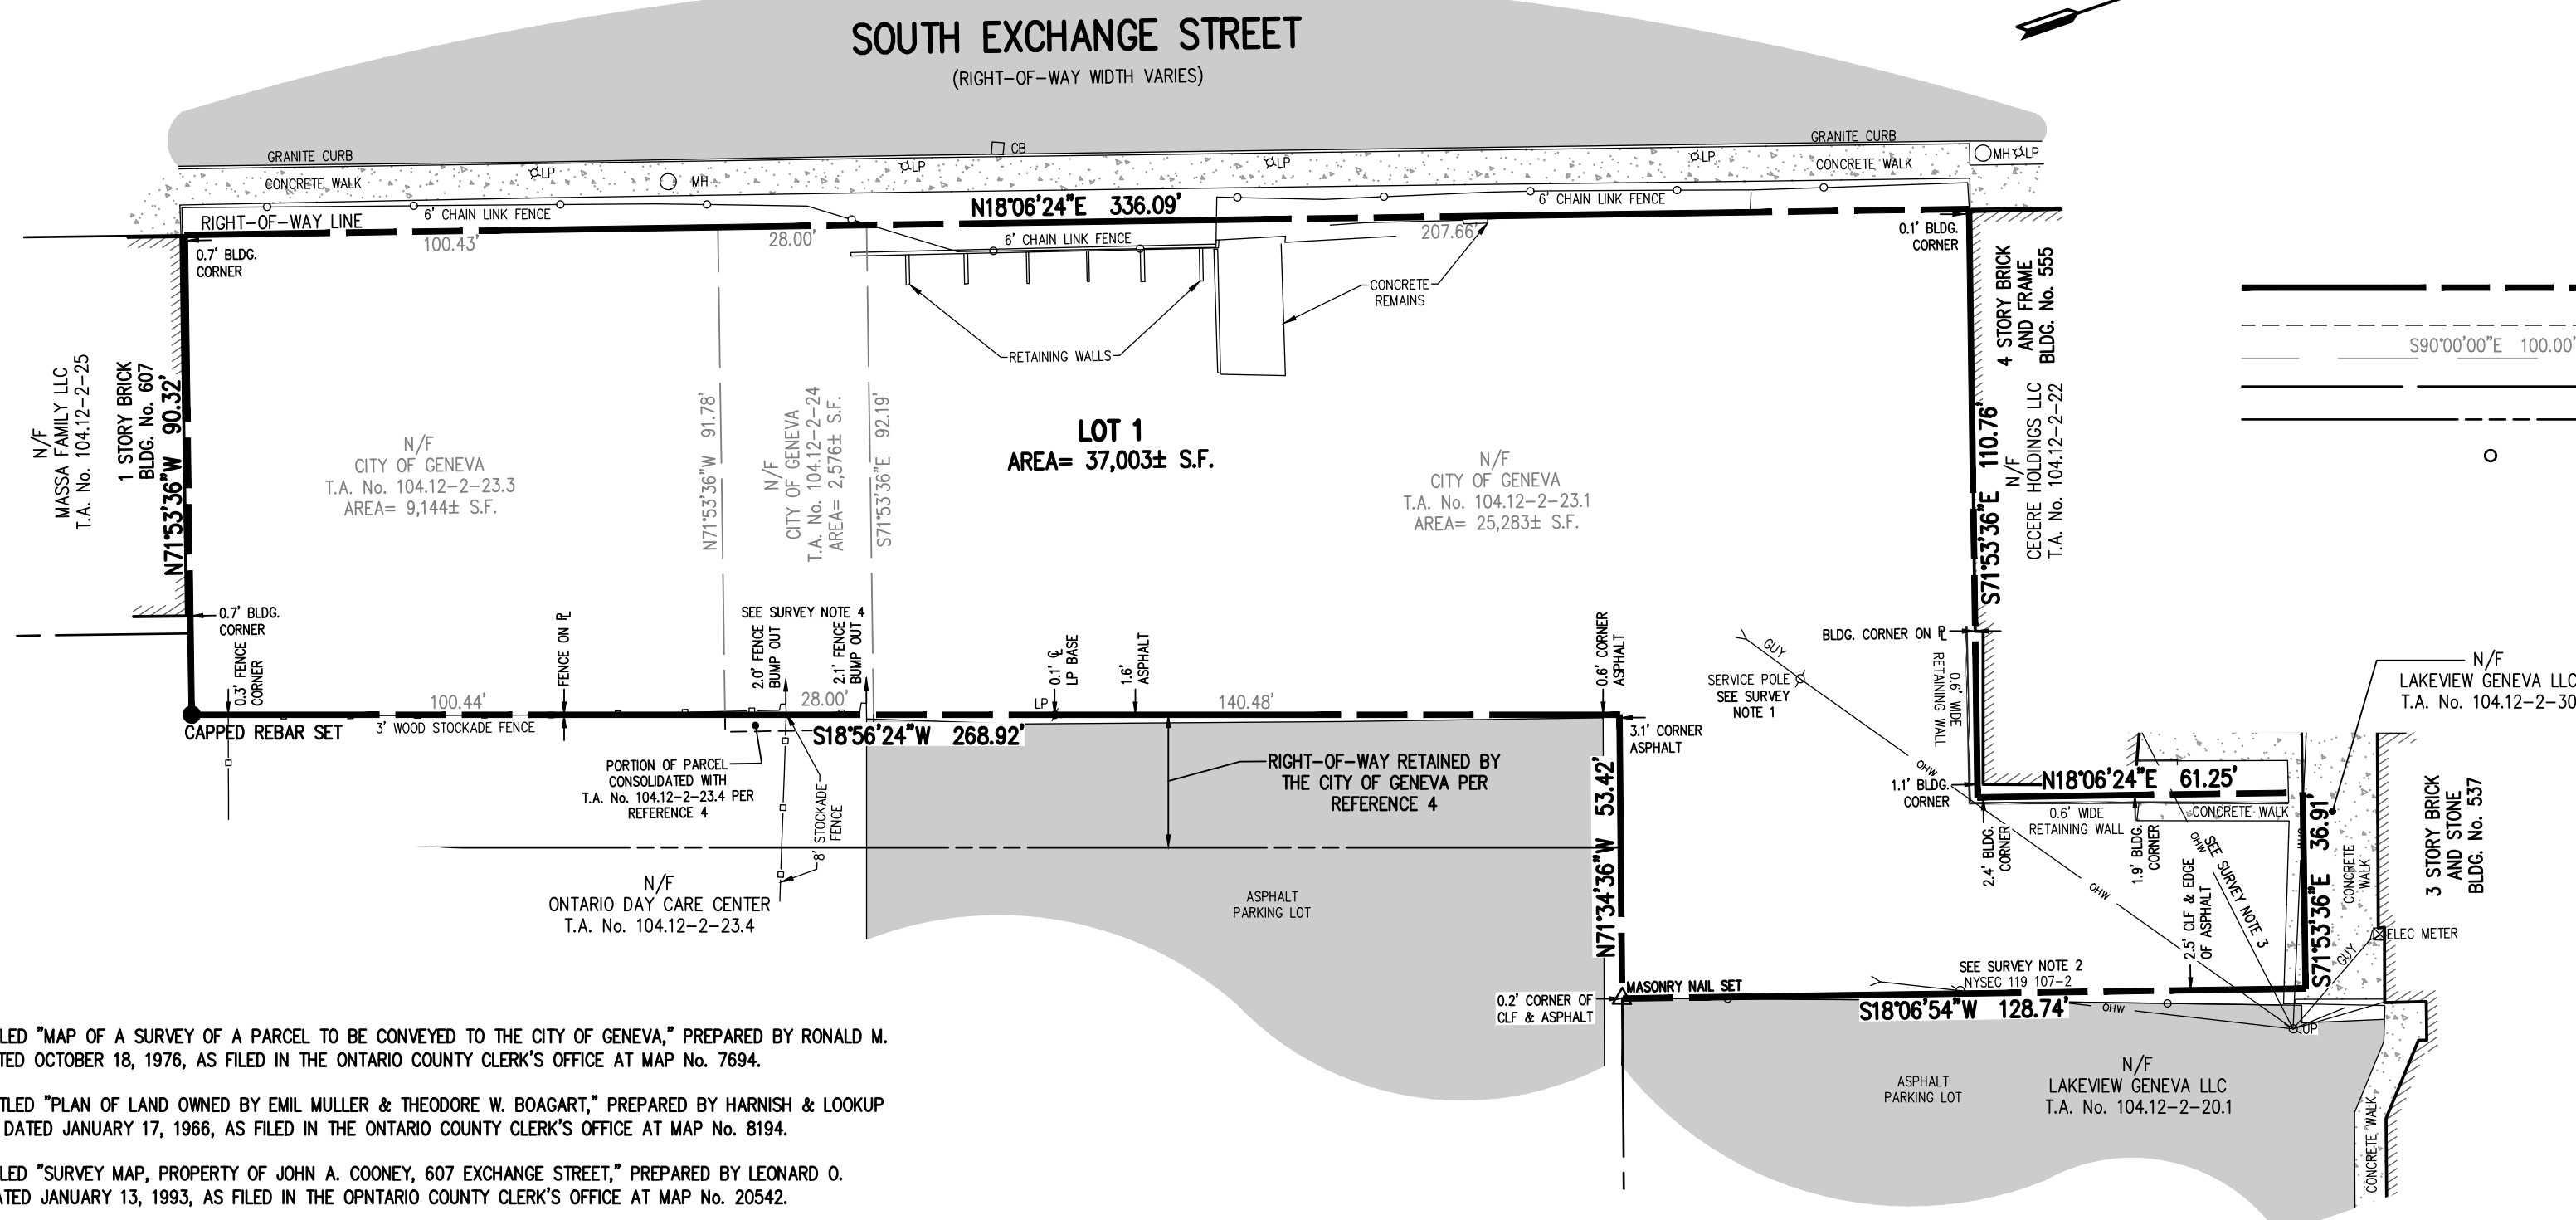 SOUTH EXCHANGE STREET
(RIGHT-OF-WAY WIDTH VARIES)
GRANITE CURB
CONCRETE WALK
LP
MH
LP
CB
LP
LP
GRANITE CURB
CONCRETE WALK
MH
LP
RIGHT-OF-WAY LINE
6' CHAIN LINK FENCE
N18°06'24"E 336.09'
6' CHAIN LINK FENCE
100.43'
28.00'
6' CHAIN LINK FENCE
207.66'
0.7' BLDG.
CORNER
0.1' BLDG.
CORNER
CONCRETE
REMAINS
RETAINING WALLS
N/F
MASSA FAMILY LLC
T.A. No. 104.12-2-25
1 STORY BRICK
BLDG. No. 607
N71°53'36"W 90.32'
N/F
CITY OF GENEVA
T.A. No. 104.12-2-23.3
AREA= 9,144± S.F.
N71°53'36"W 91.78'
N/F
CITY OF GENEVA
T.A. No. 104.12-2-24
AREA= 2,576± S.F.
S71°53'36"E 92.19'
LOT 1
AREA= 37,003± S.F.
N/F
CITY OF GENEVA
T.A. No. 104.12-2-23.1
AREA= 25,283± S.F.
4 STORY BRICK
AND FRAME
BLDG. No. 555
S71°53'36"E 110.76'
N/F
CECERE HOLDINGS LLC
T.A. No. 104.12-2-22
S90°00'00"E 100.00'
0.7' BLDG.
CORNER
0.3' FENCE
CORNER
FENCE ON PL
SEE SURVEY NOTE 4
2.0' FENCE
BUMP OUT
2.1' FENCE
BUMP OUT
0.1' CL
LP BASE
1.6'
ASPHALT
0.6' CORNER
ASPHALT
GUY
SERVICE POLE
SEE SURVEY
NOTE 1
BLDG. CORNER ON PL
0.6' WIDE
RETAINING WALL
N/F
LAKEVIEW GENEVA LLC
T.A. No. 104.12-2-30
100.44'
28.00'
LP
140.48'
CAPPED REBAR SET
3' WOOD STOCKADE FENCE
S18°56'24"W 268.92'
3.1' CORNER
ASPHALT
PORTION OF PARCEL
CONSOLIDATED WITH
T.A. No. 104.12-2-23.4 PER
REFERENCE 4
8' STOCKADE
FENCE
RIGHT-OF-WAY RETAINED BY
THE CITY OF GENEVA PER
REFERENCE 4
N71°34'36"W 53.42'
OHW
1.1' BLDG.
CORNER
N18°06'24"E 61.25'
0.6' WIDE
RETAINING WALL
CONCRETE WALK
2.4' BLDG.
CORNER
1.9' BLDG.
CORNER
OHW
SEE SURVEY NOTE 3
S71°53'36"E 36.91'
CONCRETE
WALK
3 STORY BRICK
AND STONE
BLDG. No. 537
N/F
ONTARIO DAY CARE CENTER
T.A. No. 104.12-2-23.4
ASPHALT
PARKING LOT
OHW
2.5' CLF & EDGE
OF ASPHALT
GUY
ELEC METER
SEE SURVEY NOTE 2
NYSEG 119 107-2
MASONRY NAIL SET
0.2' CORNER OF
CLF & ASPHALT
S18°06'54"W 128.74'
OHW
UP
ASPHALT
PARKING LOT
N/F
LAKEVIEW GENEVA LLC
T.A. No. 104.12-2-20.1
CONCRETE WALK
LED "MAP OF A SURVEY OF A PARCEL TO BE CONVEYED TO THE CITY OF GENEVA," PREPARED BY RONALD M.
TED OCTOBER 18, 1976, AS FILED IN THE ONTARIO COUNTY CLERK'S OFFICE AT MAP No. 7694.
TLED "PLAN OF LAND OWNED BY EMIL MULLER & THEODORE W. BOAGART," PREPARED BY HARNISH & LOOKUP
DATED JANUARY 17, 1966, AS FILED IN THE ONTARIO COUNTY CLERK'S OFFICE AT MAP No. 8194.
LED "SURVEY MAP, PROPERTY OF JOHN A. COONEY, 607 EXCHANGE STREET," PREPARED BY LEONARD O.
ATED JANUARY 13, 1993, AS FILED IN THE OPNTARIO COUNTY CLERK'S OFFICE AT MAP No. 20542.